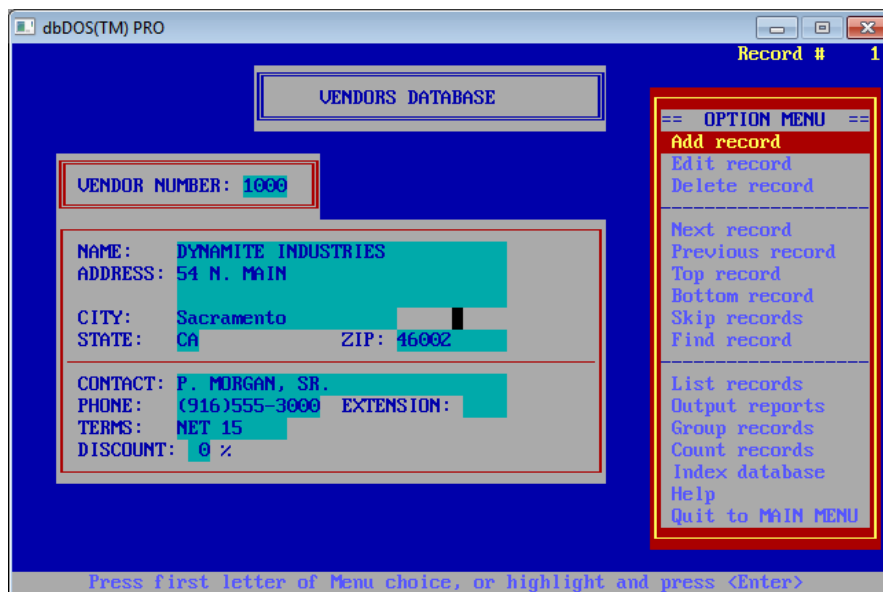 dbDOS(TM) PRO
Record # 1
VENDORS DATABASE
VENDOR NUMBER: 1000
NAME: DYNAMITE INDUSTRIES
ADDRESS: 54 N. MAIN
CITY: Sacramento
STATE: CA ZIP: 46002
CONTACT: P. MORGAN, SR.
PHONE: (916)555-3000 EXTENSION:
TERMS: NET 15
DISCOUNT: 0 %
== OPTION MENU ==
Add record
Edit record
Delete record
Next record
Previous record
Top record
Bottom record
Skip records
Find record
List records
Output reports
Group records
Count records
Index database
Help
Quit to MAIN MENU
Press first letter of Menu choice, or highlight and press <Enter>